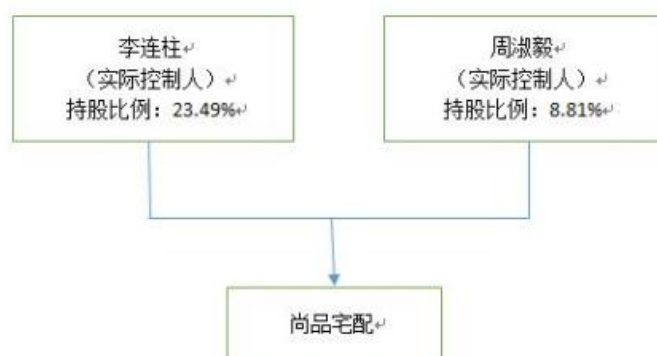 李连柱
（实际控制人）
持股比例：23.49%
周淑毅
（实际控制人）
持股比例：8.81%
尚品宅配